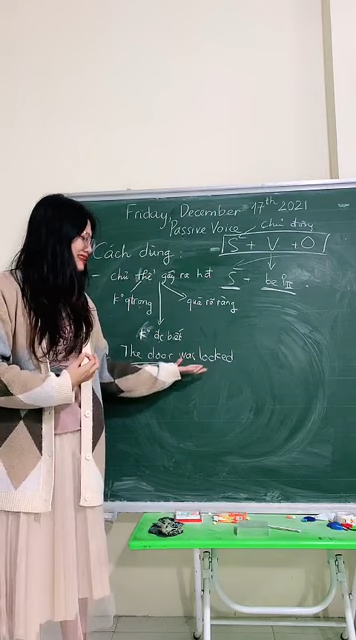 Friday, December 17th 2021
Passive Voice chủ động
Cách dùng : S + V + O
- chủ thể gây ra hđ S - be PII
k° qtrọng quá rõ ràng
k° đc biết
The door was locked